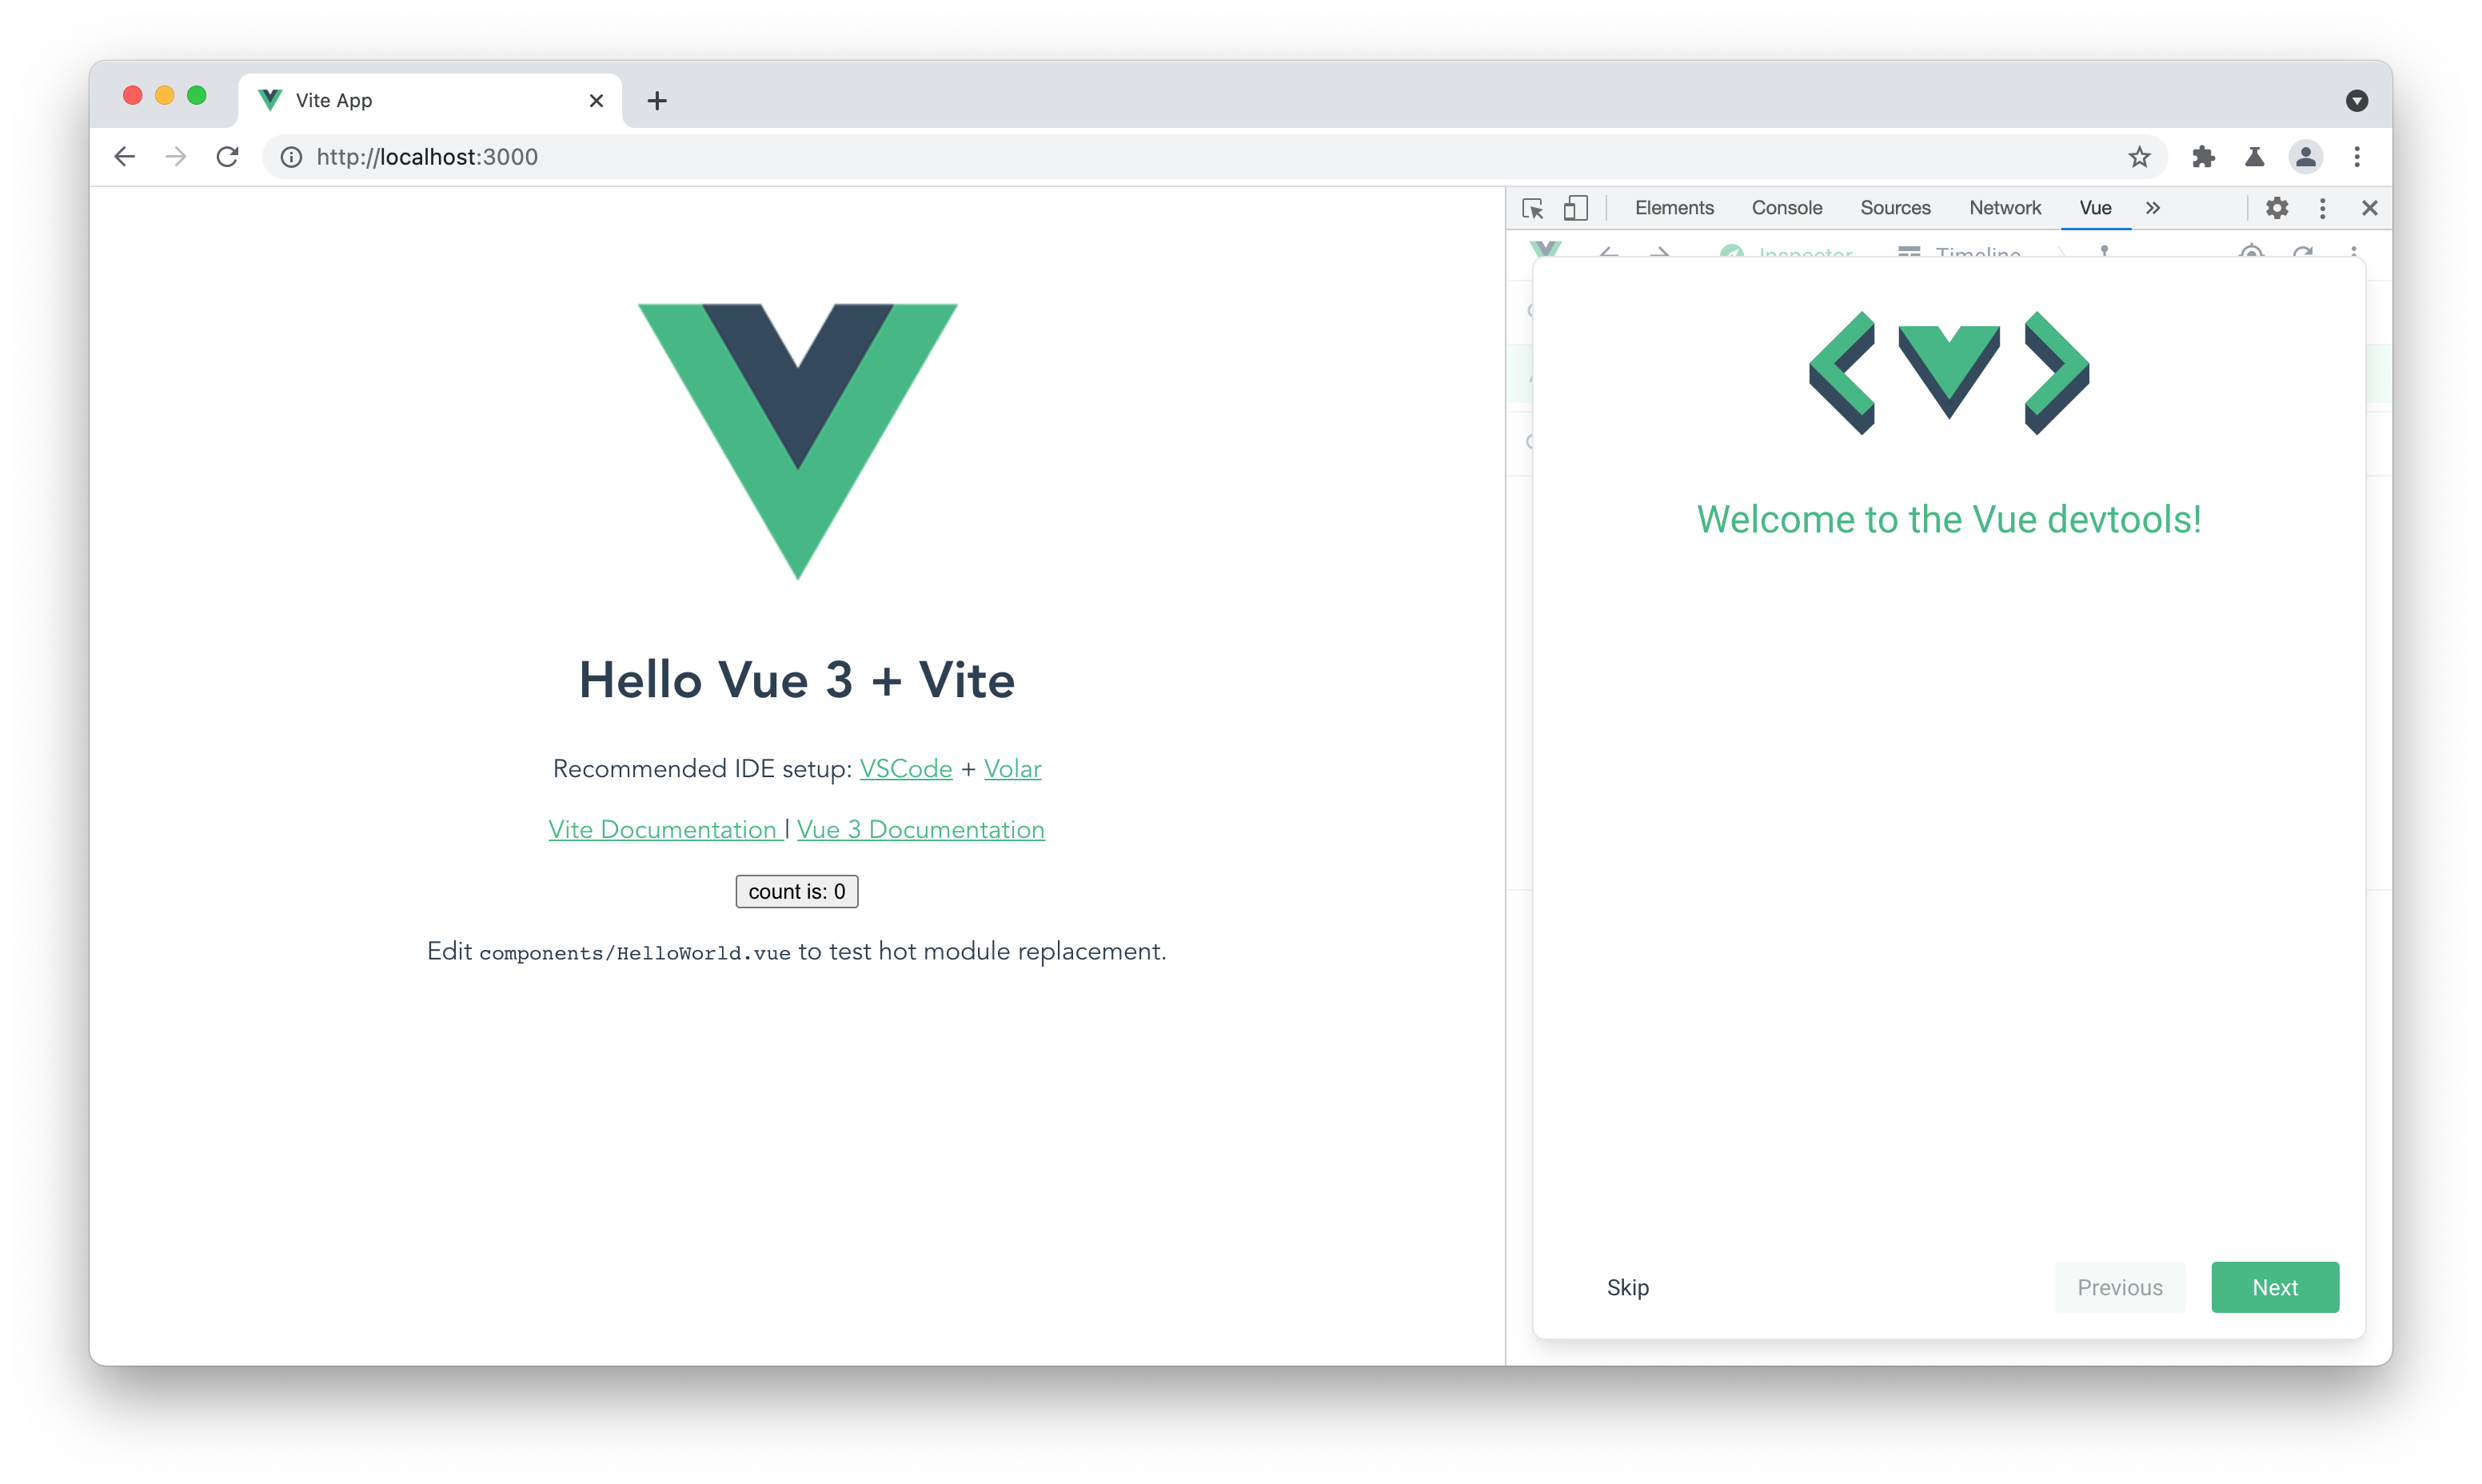 Vite App
http://localhost:3000
Elements Console Sources Network Vue
Inspector Timeline
Welcome to the Vue devtools!
Hello Vue 3 + Vite
Recommended IDE setup: VSCode + Volar
Vite Documentation | Vue 3 Documentation
count is: 0
Edit components/HelloWorld.vue to test hot module replacement.
Skip Previous Next